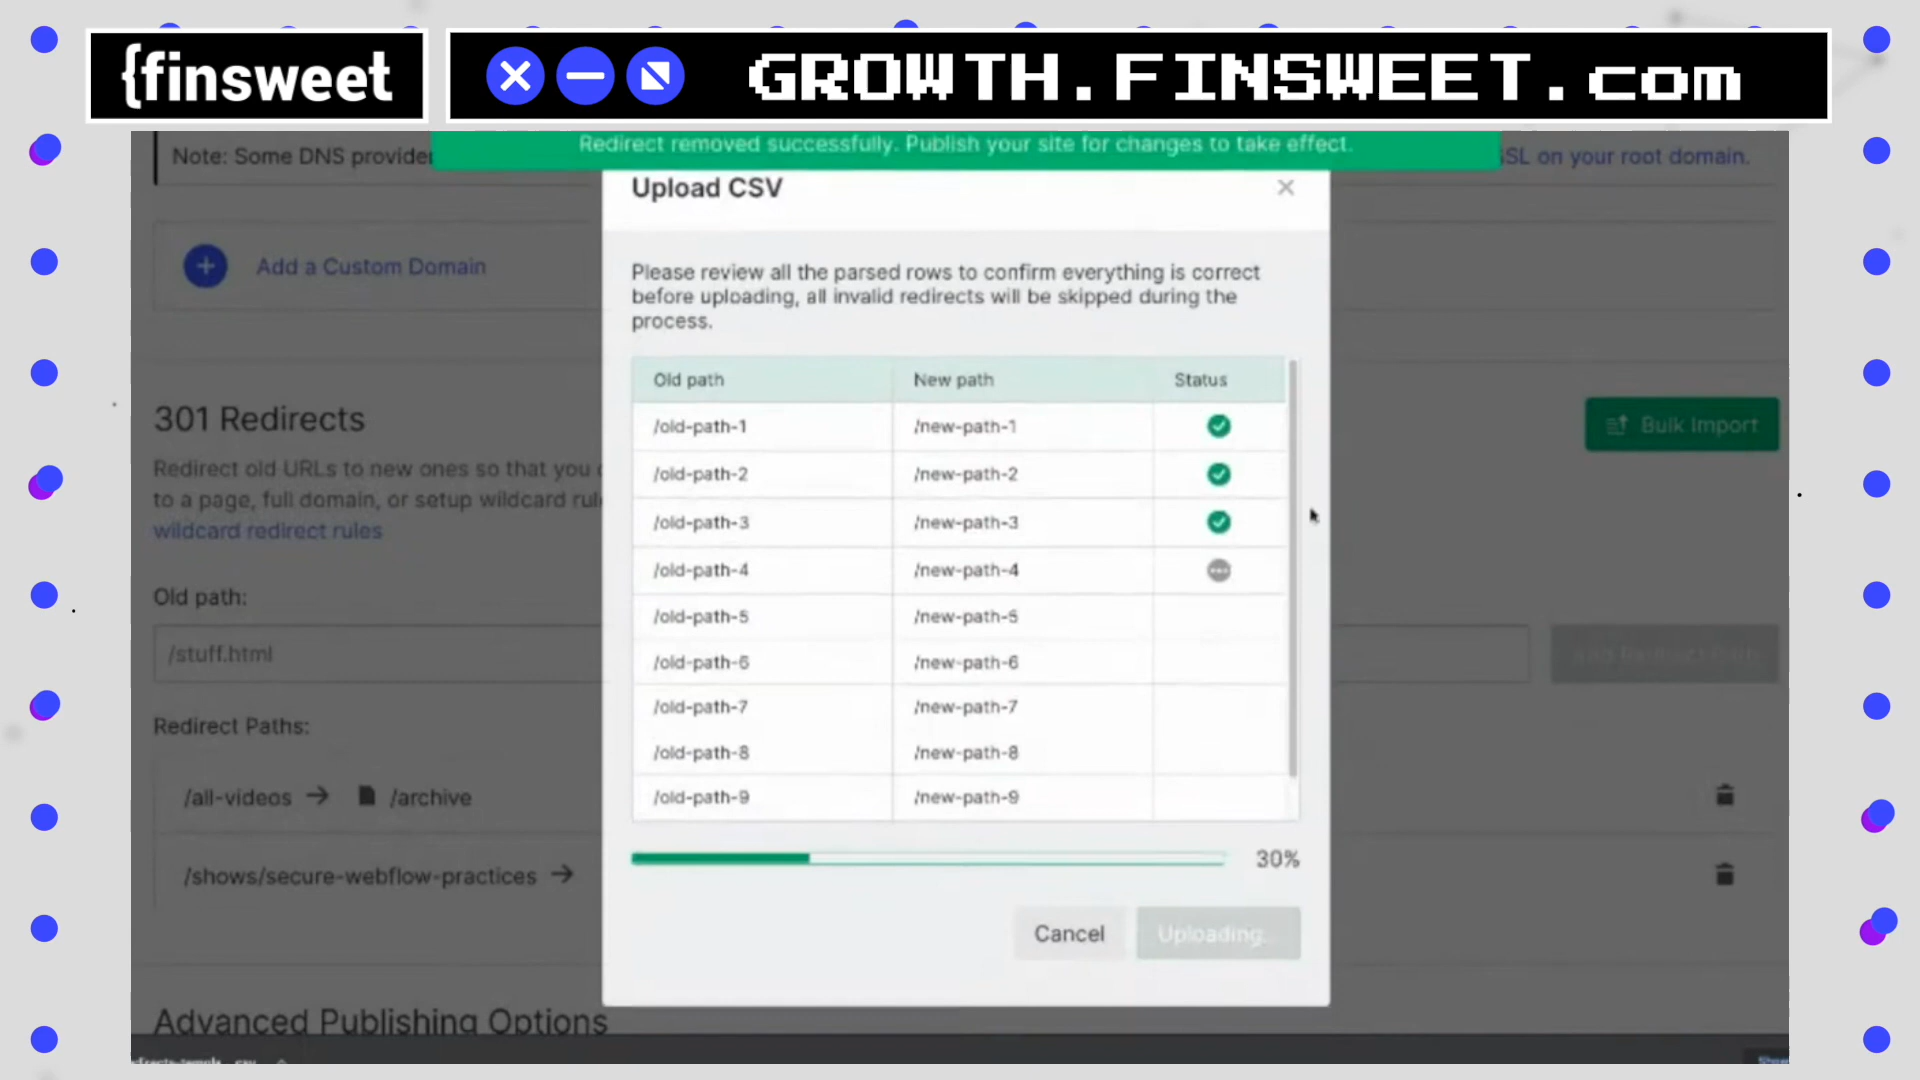 {finsweet
GROWTH.FINSWEET.com
Redirect removed successfully. Publish your site for changes to take effect.
Note: Some DNS provider
SSL on your root domain.
Upload CSV
Add a Custom Domain
Please review all the parsed rows to confirm everything is correct
before uploading, all invalid redirects will be skipped during the
process.
Old path New path Status
/old-path-1 /new-path-1
/old-path-2 /new-path-2
/old-path-3 /new-path-3
/old-path-4 /new-path-4
/old-path-5 /new-path-5
/old-path-6 /new-path-6
/old-path-7 /new-path-7
/old-path-8 /new-path-8
/old-path-9 /new-path-9
30%
Cancel Uploading...
301 Redirects
Bulk Import
Redirect old URLs to new ones so that you
to a page, full domain, or setup wildcard rul
wildcard redirect rules
Old path:
/stuff.html
Add Redirect Path
Redirect Paths:
/all-videos → /archive
/shows/secure-webflow-practices →
Advanced Publishing Options